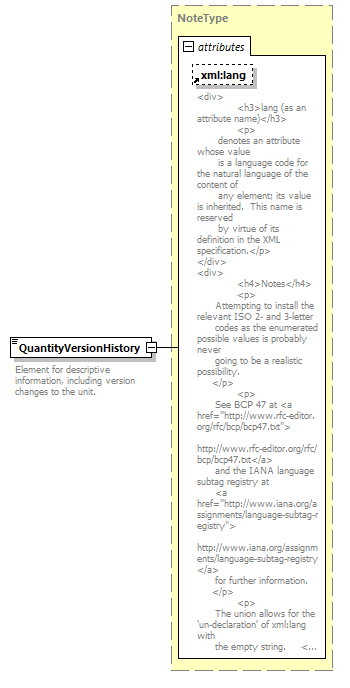 NoteType
attributes
xml:lang
<div>
<h3>lang (as an
attribute name)</h3>
<p>
denotes an attribute
whose value
is a language code for
the natural language of the
content of
any element; its value
is inherited.  This name is
reserved
by virtue of its
definition in the XML
specification.</p>
</div>
<div>
<h4>Notes</h4>
<p>
Attempting to install the
relevant ISO 2- and 3-letter
codes as the enumerated
possible values is probably
never
going to be a realistic
possibility.
</p>
<p>
See BCP 47 at <a
href="http://www.rfc-editor.
org/rfc/bcp/bcp47.txt">
http://www.rfc-editor.org/rfc/
bcp/bcp47.txt</a>
and the IANA language
subtag registry at
<a
href="http://www.iana.org/a
ssignments/language-subtag-r
egistry">
http://www.iana.org/assignm
ents/language-subtag-registry
</a>
for further information.
</p>
<p>
The union allows for the
'un-declaration' of xml:lang
with
the empty string.      <...
QuantityVersionHistory
Element for descriptive
information, including version
changes to the unit.